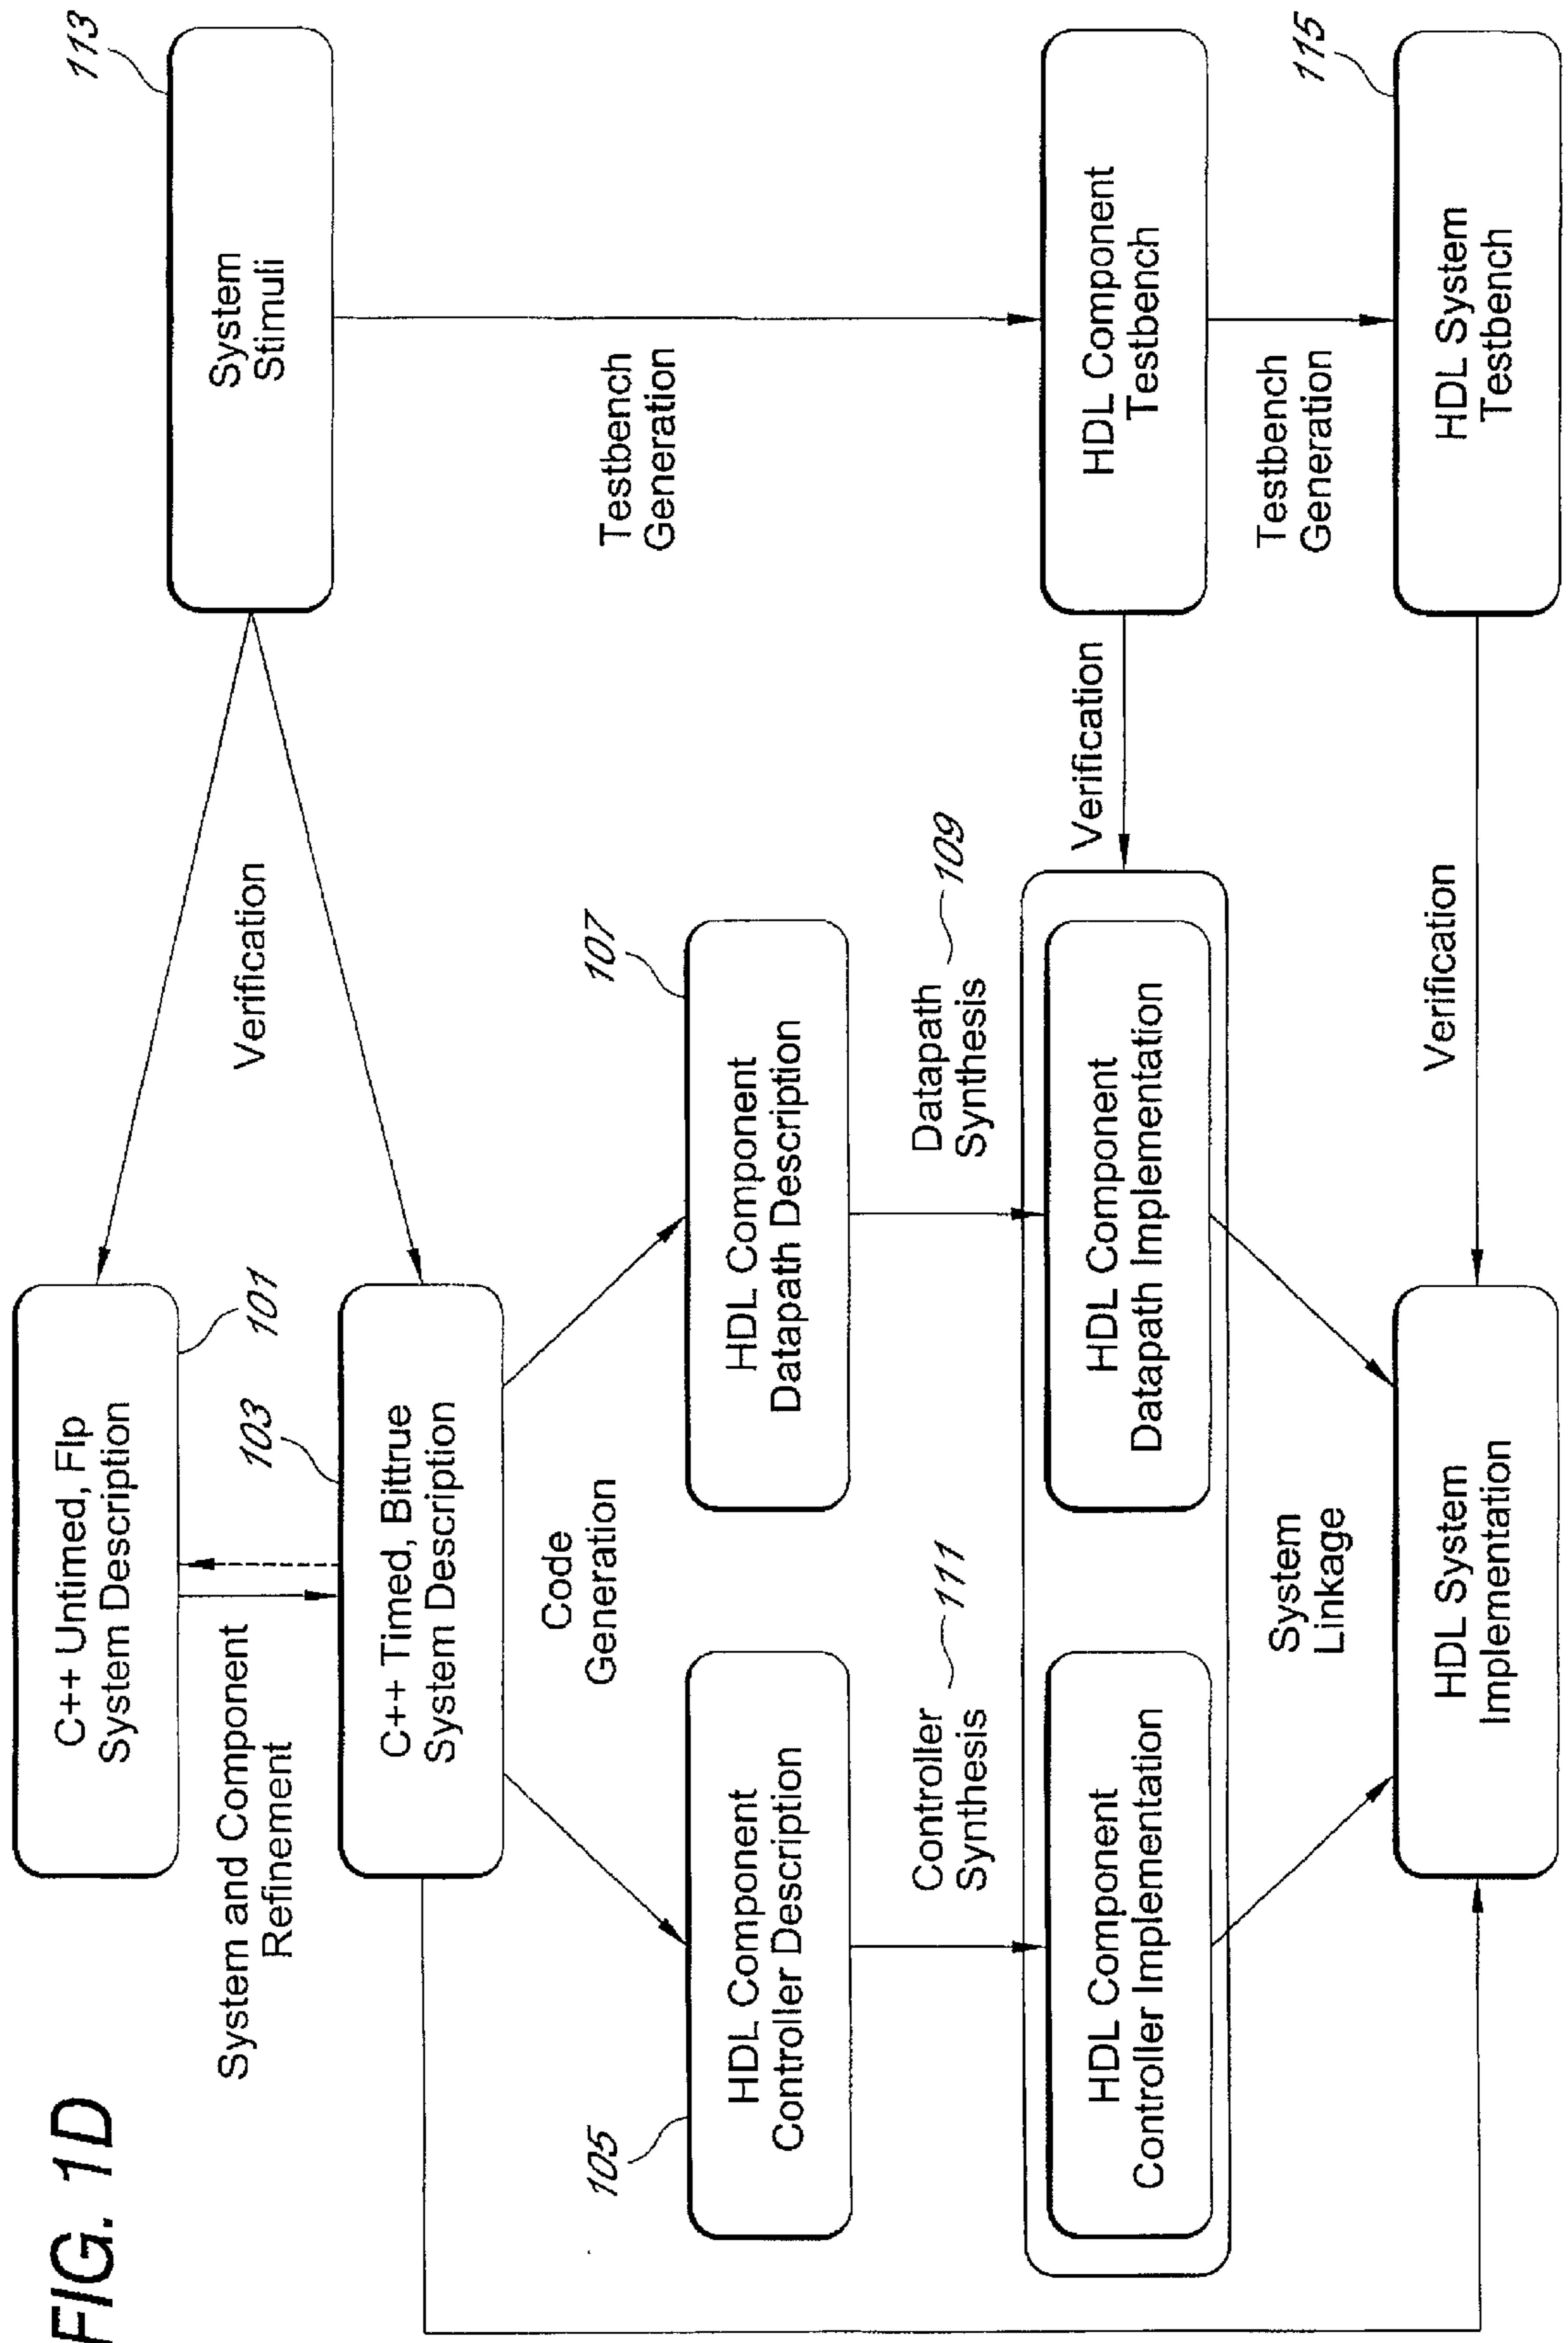 FIG. 1D
C++ Untimed, Flp
System Description
101
System and Component
Refinement
103
C++ Timed, Bittrue
System Description
Verification
System
Stimuli
113
Code
Generation
Testbench
Generation
105
HDL Component
Controller Description
107
HDL Component
Datapath Description
Controller
Synthesis
111
Datapath
Synthesis
109
HDL Component
Controller Implementation
HDL Component
Datapath Implementation
Verification
HDL Component
Testbench
System
Linkage
Testbench
Generation
HDL System
Implementation
Verification
HDL System
Testbench
115